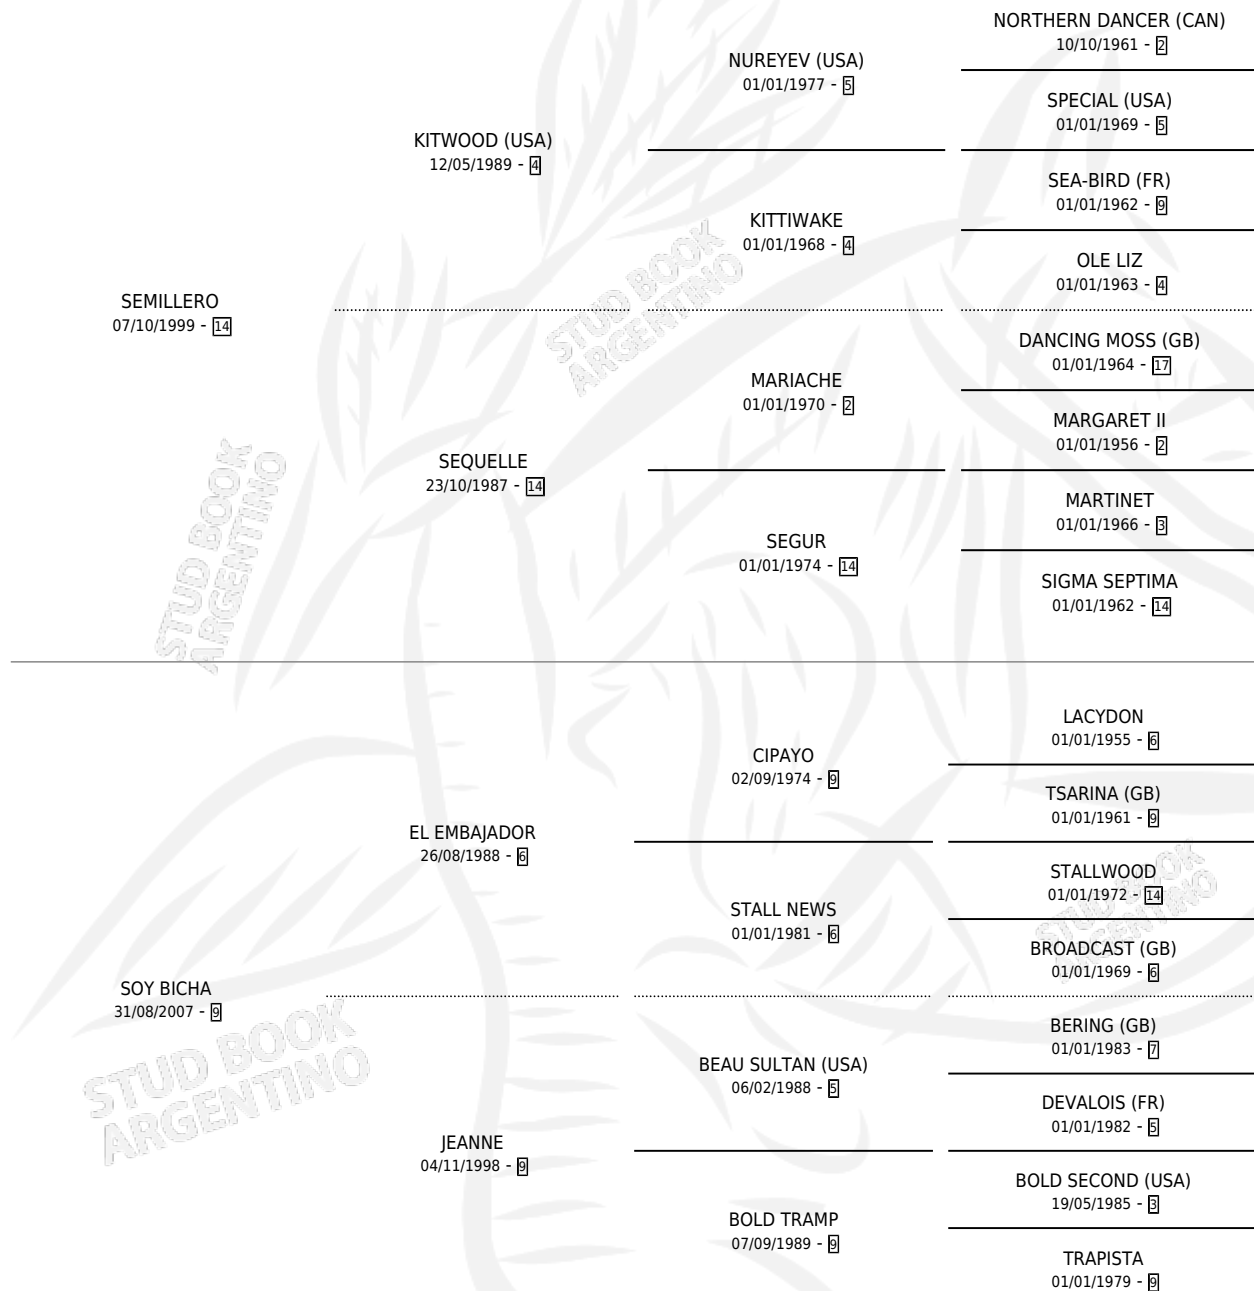 NORTHERN DANCER (CAN)
10/10/1961 - 2
NUREYEV (USA)
01/01/1977 - 5
SPECIAL (USA)
01/01/1969 - 5
KITWOOD (USA)
12/05/1989 - 4
SEA-BIRD (FR)
01/01/1962 - 9
KITTIWAKE
01/01/1968 - 4
OLE LIZ
01/01/1963 - 4
SEMILLERO
07/10/1999 - 14
DANCING MOSS (GB)
01/01/1964 - 17
MARIACHE
01/01/1970 - 2
MARGARET II
01/01/1956 - 2
SEQUELLE
23/10/1987 - 14
MARTINET
01/01/1966 - 3
SEGUR
01/01/1974 - 14
SIGMA SEPTIMA
01/01/1962 - 14
LACYDON
01/01/1955 - 6
CIPAYO
02/09/1974 - 9
TSARINA (GB)
01/01/1961 - 9
EL EMBAJADOR
26/08/1988 - 6
STALLWOOD
01/01/1972 - 14
STALL NEWS
01/01/1981 - 6
BROADCAST (GB)
01/01/1969 - 6
SOY BICHA
31/08/2007 - 9
BERING (GB)
01/01/1983 - 7
BEAU SULTAN (USA)
06/02/1988 - 5
DEVALOIS (FR)
01/01/1982 - 5
JEANNE
04/11/1998 - 9
BOLD SECOND (USA)
19/05/1985 - 3
BOLD TRAMP
07/09/1989 - 9
TRAPISTA
01/01/1979 - 9
STUD BOOK
ARGENTINO
STUD BOOK
ARGENTINO
STUD BOOK
ARGENTINO
STUD BOOK
ARGENTINO